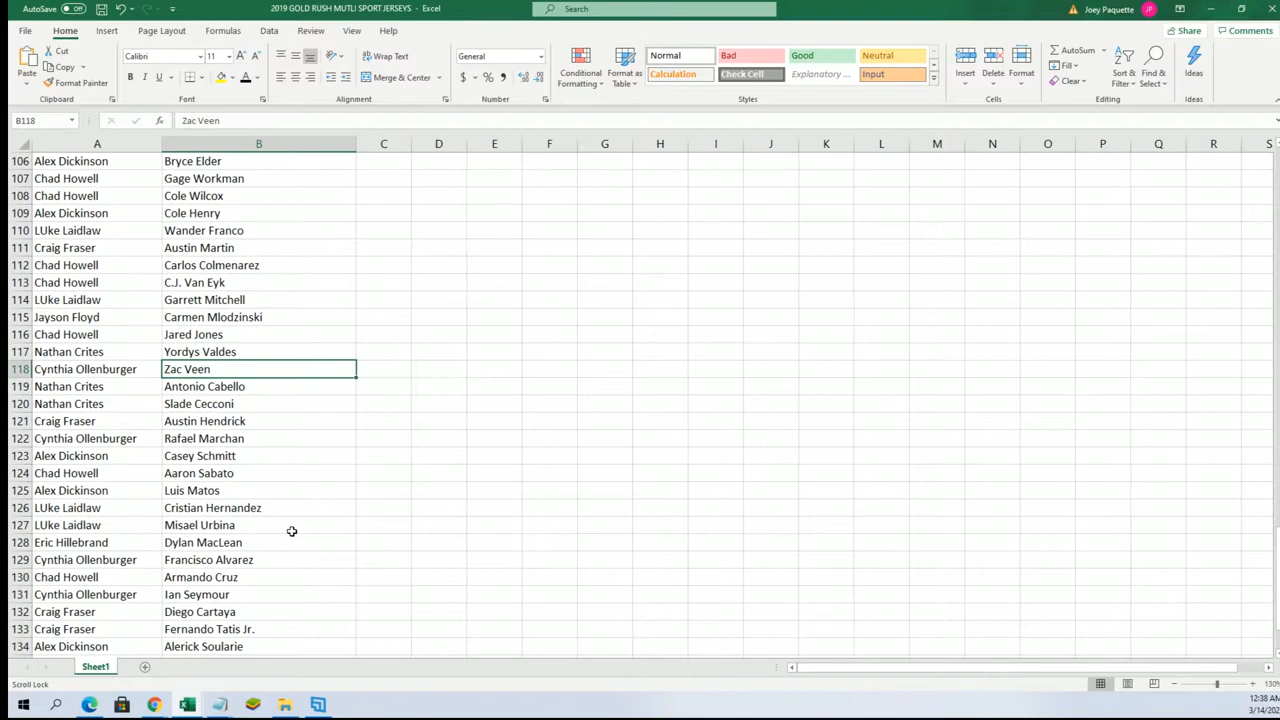 AutoSave Off 2019 GOLD RUSH MUTLI SPORT JERSEYS - Excel Search Joey Paquette JP
File Home Insert Page Layout Formulas Data Review View Help Share Comments
Cut Calibri 11 Wrap Text General Normal Bad Good Neutral AutoSum
Copy Fill
Paste Format Painter B I U Merge & Center $ % Conditional Formatting Format as Table Calculation Check Cell Explanatory ... Input Insert Delete Format Clear Sort & Filter Find & Select Ideas
Clipboard Font Alignment Number Styles Cells Editing Ideas
B118 fx Zac Veen
A B C D E F G H I J K L M N O P Q R S
106 Alex Dickinson Bryce Elder
107 Chad Howell Gage Workman
108 Chad Howell Cole Wilcox
109 Alex Dickinson Cole Henry
110 LUke Laidlaw Wander Franco
111 Craig Fraser Austin Martin
112 Chad Howell Carlos Colmenarez
113 Chad Howell C.J. Van Eyk
114 LUke Laidlaw Garrett Mitchell
115 Jayson Floyd Carmen Mlodzinski
116 Chad Howell Jared Jones
117 Nathan Crites Yordys Valdes
118 Cynthia Ollenburger Zac Veen
119 Nathan Crites Antonio Cabello
120 Nathan Crites Slade Cecconi
121 Craig Fraser Austin Hendrick
122 Cynthia Ollenburger Rafael Marchan
123 Alex Dickinson Casey Schmitt
124 Chad Howell Aaron Sabato
125 Alex Dickinson Luis Matos
126 LUke Laidlaw Cristian Hernandez
127 LUke Laidlaw Misael Urbina
128 Eric Hillebrand Dylan MacLean
129 Cynthia Ollenburger Francisco Alvarez
130 Chad Howell Armando Cruz
131 Cynthia Ollenburger Ian Seymour
132 Craig Fraser Diego Cartaya
133 Craig Fraser Fernando Tatis Jr.
134 Alex Dickinson Alerick Soularie
Sheet1
Scroll Lock 130%
12:38 AM
3/14/202